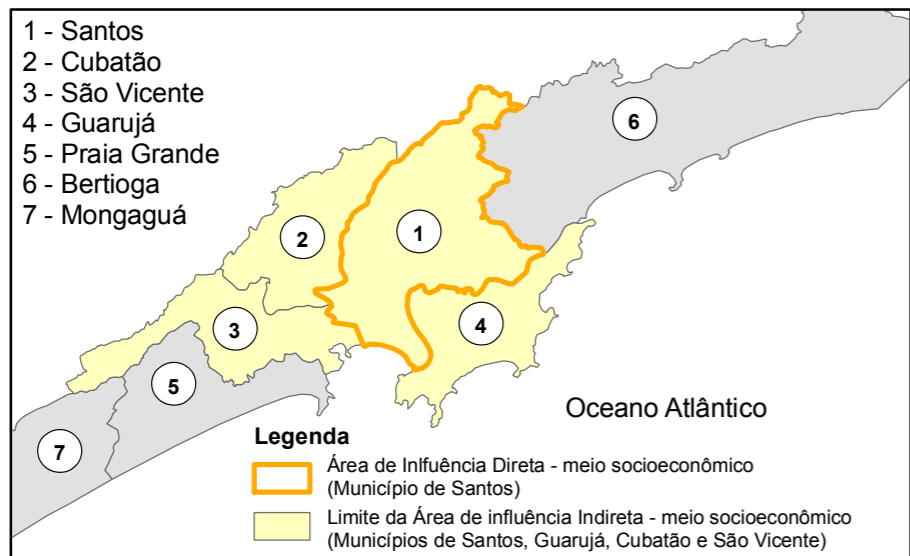 1 - Santos
2 - Cubatão
3 - São Vicente
4 - Guarujá
5 - Praia Grande
6 - Bertioga
7 - Mongaguá
6
1
2
4
3
5
7
Oceano Atlântico
Legenda
Área de Inlfuência Direta - meio socioeconômico
(Município de Santos)
Limite da Área de influência Indireta - meio socioeconômico
(Municípios de Santos, Guarujá, Cubatão e São Vicente)